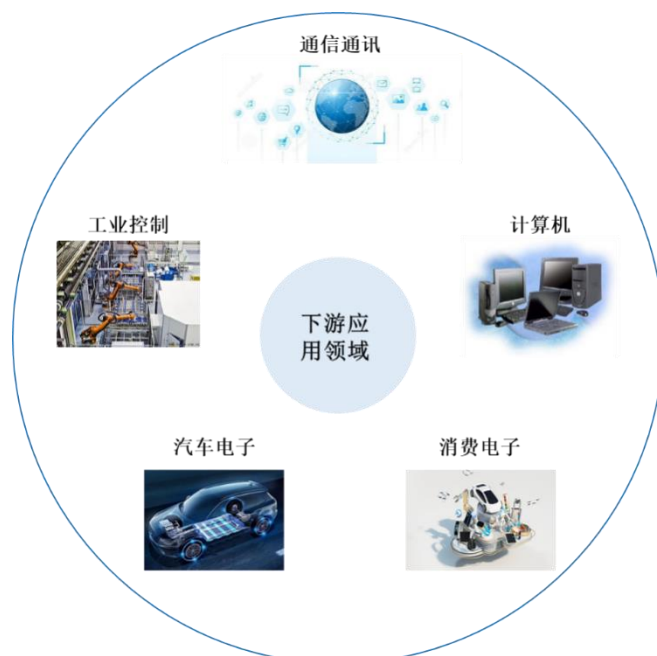 通信通讯
工业控制
计算机
下游应
用领域
汽车电子
消费电子